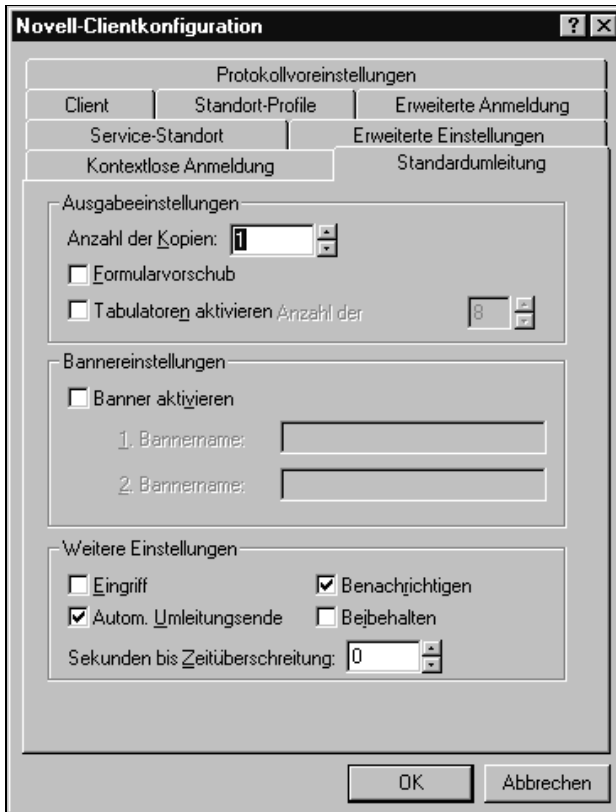 Novell-Clientkonfiguration
Protokollvoreinstellungen
Client Standort-Profile Erweiterte Anmeldung
Service-Standort Erweiterte Einstellungen
Kontextlose Anmeldung Standardumleitung
Ausgabeeinstellungen
Anzahl der Kopien: 1
Formularvorschub
Tabulatoren aktivieren Anzahl der 8
Bannereinstellungen
Banner aktivieren
1. Bannername:
2. Bannername:
Weitere Einstellungen
Eingriff Benachrichtigen
Autom. Umleitungsende Beibehalten
Sekunden bis Zeitüberschreitung: 0
OK Abbrechen